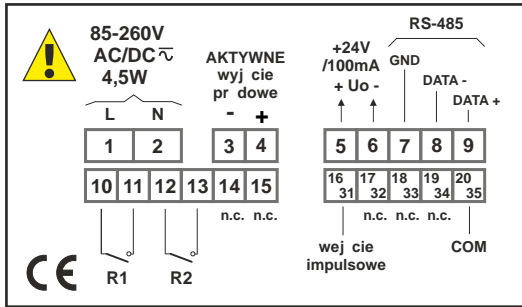 85-260V
AC/DC
4,5W
L N
AKTYWNE
wyj cie
pr dowe
- +
+24V
/100mA
+ Uo -
RS-485
GND
DATA -
DATA +
1 2 3 4 5 6 7 8 9
10 11 12 13 14 15 16 31 17 32 18 33 19 34 20 35
n.c. n.c. n.c. n.c. n.c.
R1 R2
wej cie
impulsowe
COM
CE